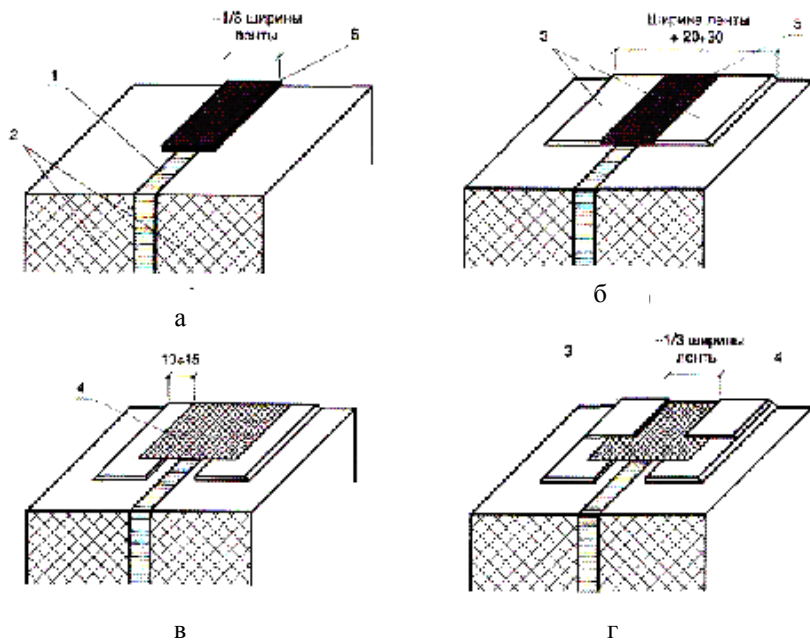 ~1/3 ширины
ленты
5
1
2
а
Ширина ленты
+ 20÷30
3
5
б
10÷15
4
в
~1/3 ширины
ленты
3
4
г